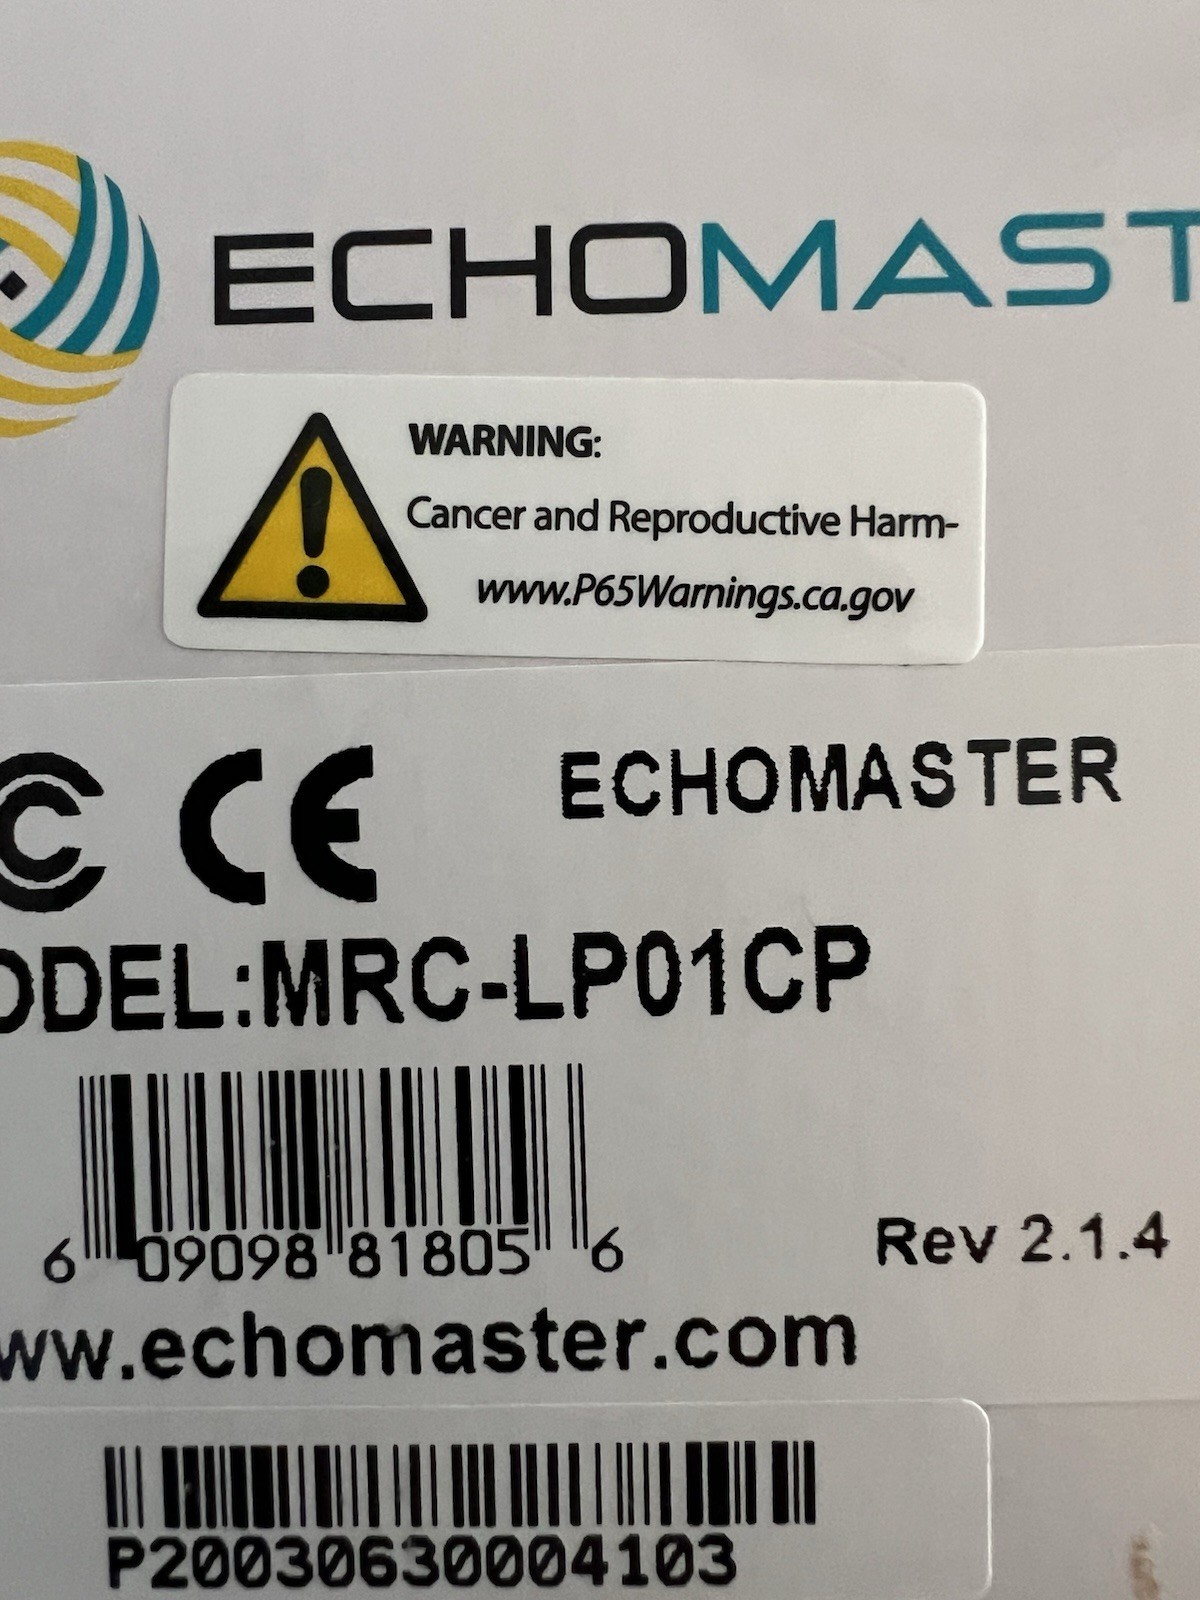 ECHOMAST
WARNING:
Cancer and Reproductive Harm-
www.P65Warnings.ca.gov
C CE ECHOMASTER
ODEL:MRC-LP01CP
6 09098 81805 6
Rev 2.1.4
ww.echomaster.com
P20030630004103